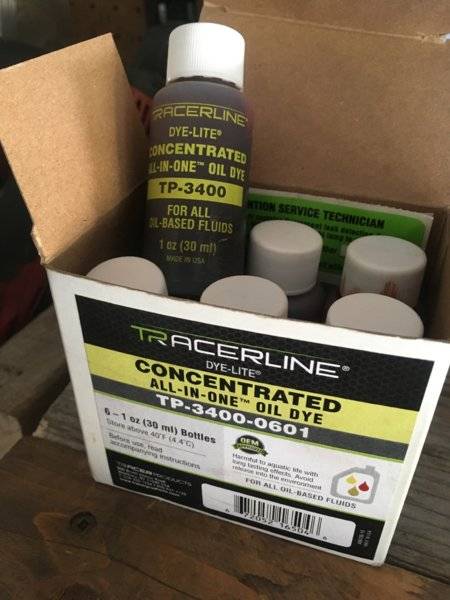 TRACERLINE®
DYE-LITE®
CONCENTRATED
ALL-IN-ONE™ OIL DYE
TP-3400
FOR ALL
OIL-BASED FLUIDS
1 oz (30 ml)
MADE IN USA
NTION SERVICE TECHNICIAN
TRACERLINE®
DYE-LITE®
CONCENTRATED
ALL-IN-ONE™ OIL DYE
TP-3400-0601
6 – 1 oz (30 ml) Bottles
Store above 40°F (4.4°C)
Before use, read
accompanying instructions
OEM
Harmful to aquatic life with
long lasting effects. Avoid
release into the environment
FOR ALL OIL-BASED FLUIDS